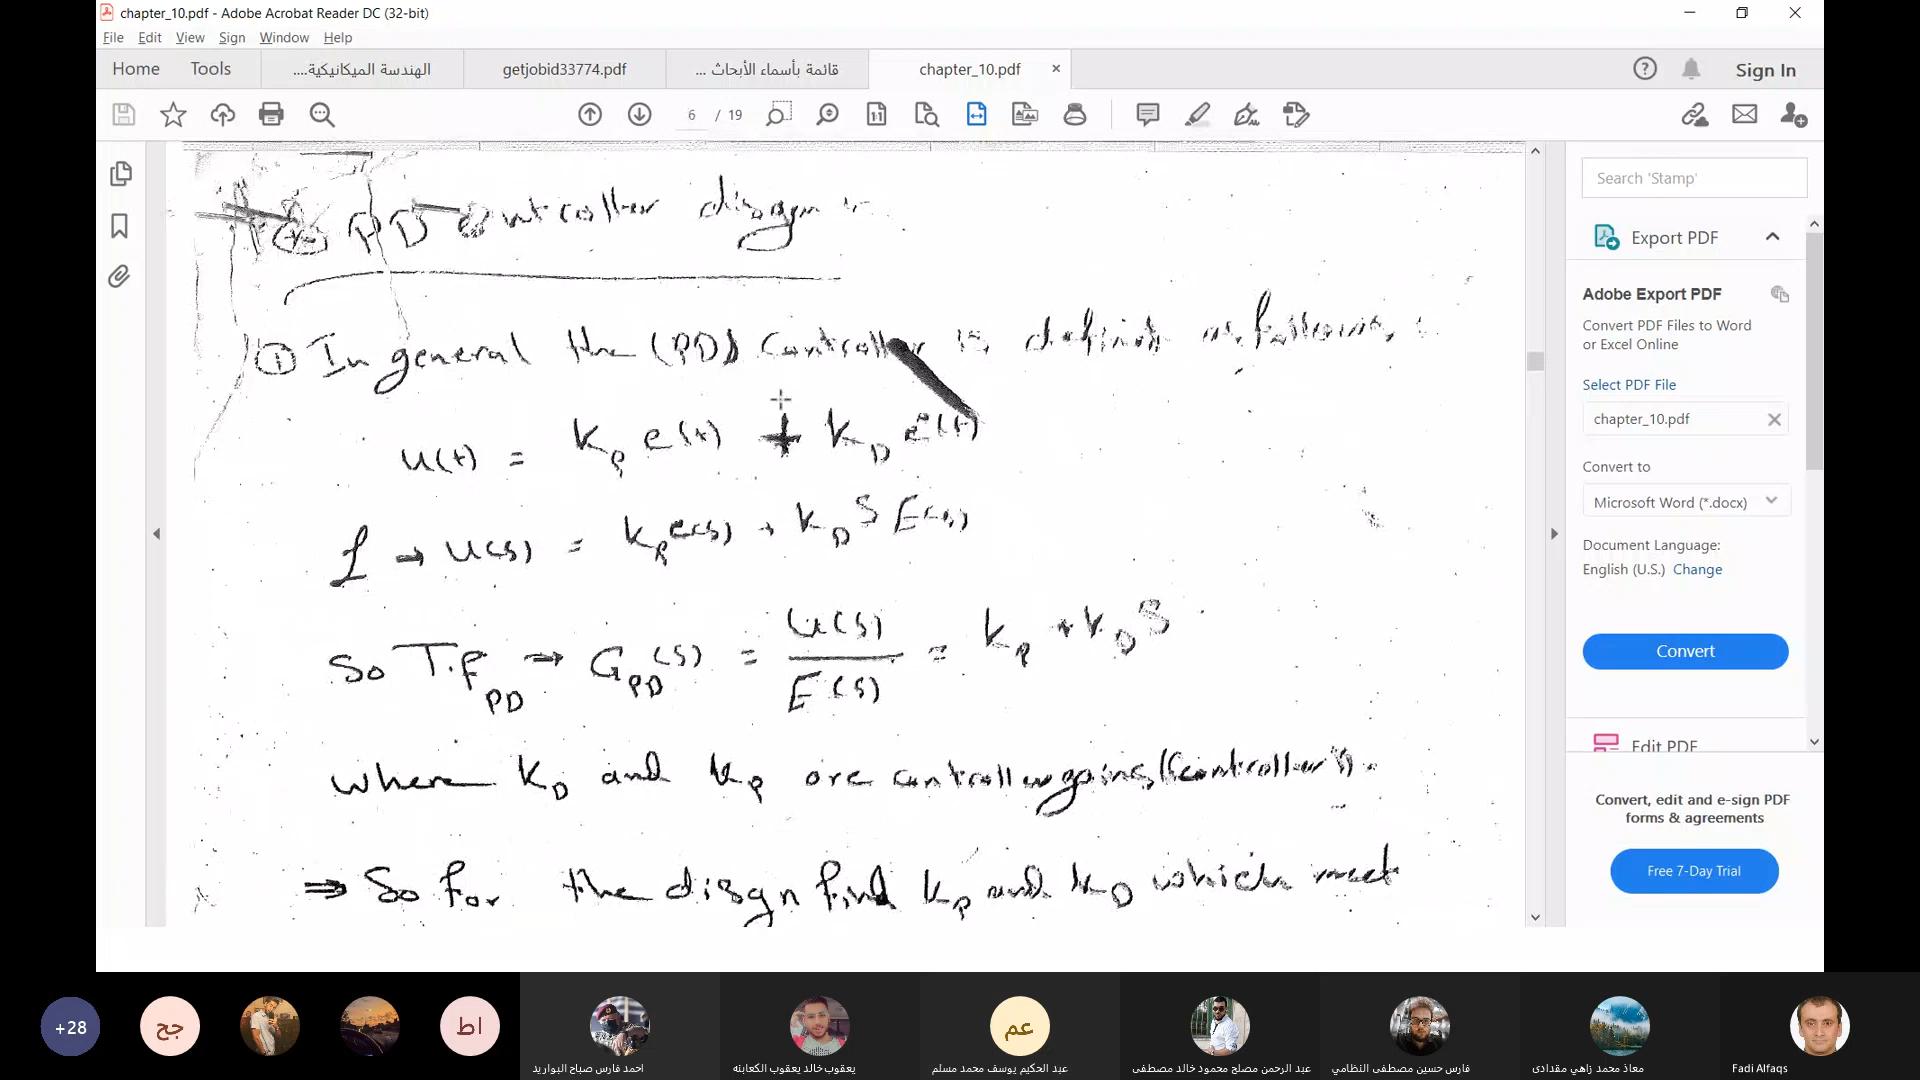 chapter_10.pdf - Adobe Acrobat Reader DC (32-bit)
File Edit View Sign Window Help
Home Tools الهندسة الميكانيكية.... getjobid33774.pdf قائمة بأسماء الأبحاث ... chapter_10.pdf × Sign In
6 / 19
PD controller disgn
① In general the (PD) Controller is defined as follows,
u(t) = Kp e(t) + KD ė(t)
ℒ → U(s) = Kp e(s) + KD S E(s)
So T.F PD → GPD(s) = U(s) / E(s) = Kp + KD S
where KD and Kp are controller gains (controller).
⇒ So for the disgn find Kp and KD which meet
Search 'Stamp'
Export PDF
Adobe Export PDF
Convert PDF Files to Word
or Excel Online
Select PDF File
chapter_10.pdf
Convert to
Microsoft Word (*.docx)
Document Language:
English (U.S.) Change
Convert
Edit PDF
Convert, edit and e-sign PDF
forms & agreements
Free 7-Day Trial
+28 جح اط عم
احمد فارس صباح البواريد يعقوب خالد يعقوب الكعابنه عبد الحكيم يوسف محمد مسلم عبد الرحمن مصلح محمود خالد مصطفى فارس حسين مصطفى النظامي معاذ محمد زاهي مقدادى Fadi Alfaqs